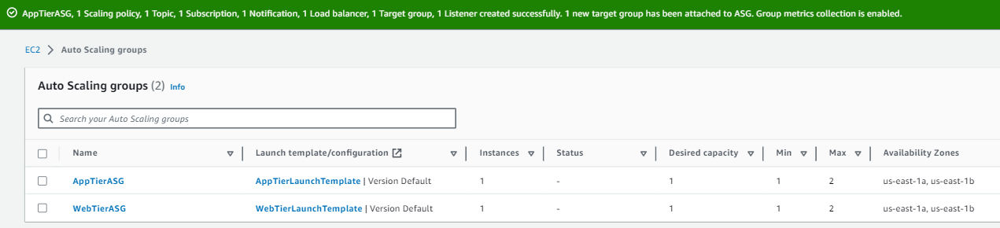 AppTierASG, 1 Scaling policy, 1 Topic, 1 Subscription, 1 Notification, 1 Load balancer, 1 Target group, 1 Listener created successfully. 1 new target group has been attached to ASG. Group metrics collection is enabled.
EC2 > Auto Scaling groups
Auto Scaling groups (2) Info
Search your Auto Scaling groups
Name Launch template/configuration Instances Status Desired capacity Min Max Availability Zones
AppTierASG AppTierLaunchTemplate | Version Default 1 - 1 1 2 us-east-1a, us-east-1b
WebTierASG WebTierLaunchTemplate | Version Default 1 - 1 1 2 us-east-1a, us-east-1b